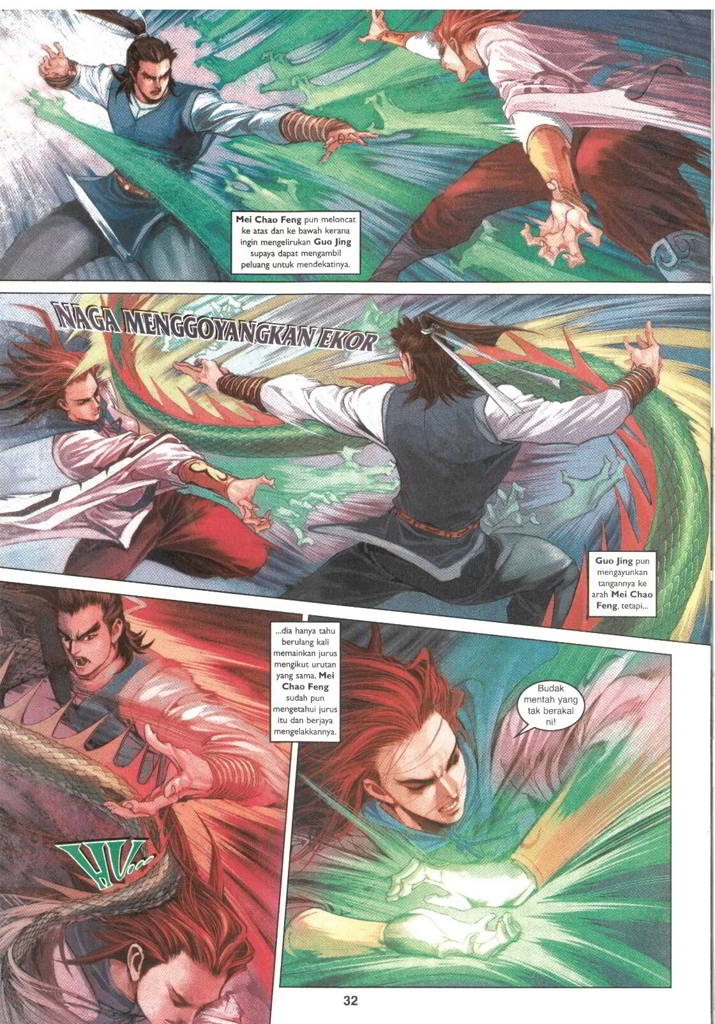 Mei Chao Feng pun meloncat
ke atas dan ke bawah kerana
ingin mengelirukan Guo Jing
supaya dapat mengambil
peluang untuk mendekatinya.
NAGA MENGGOYANGKAN EKOR
Guo Jing pun
mengayunkan
tangannya ke
arah Mei Chao
Feng, tetapi...
...dia hanya tahu
berulang kali
memainkan jurus
mengikut urutan
yang sama. Mei
Chao Feng
sudah pun
mengetahui jurus
itu dan berjaya
mengelakkannya.
Budak
mentah yang
tak berakal
ni!
HU...
32